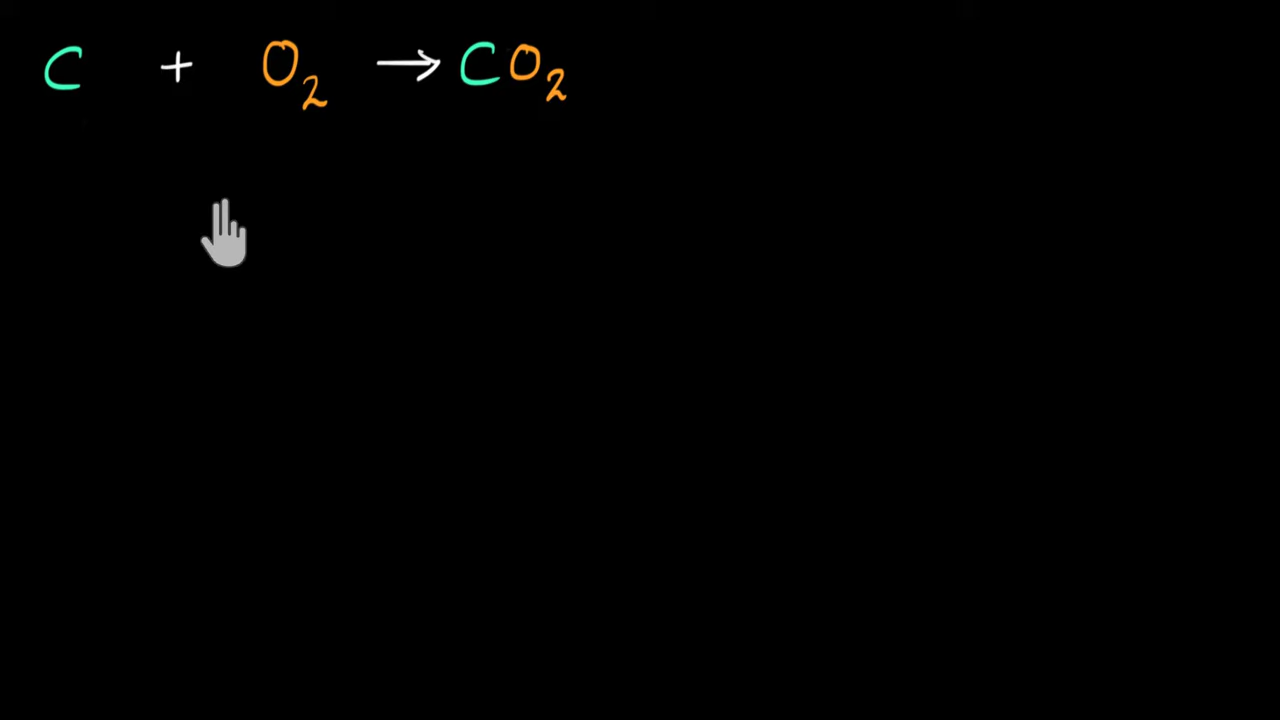 C + O₂ → CO₂